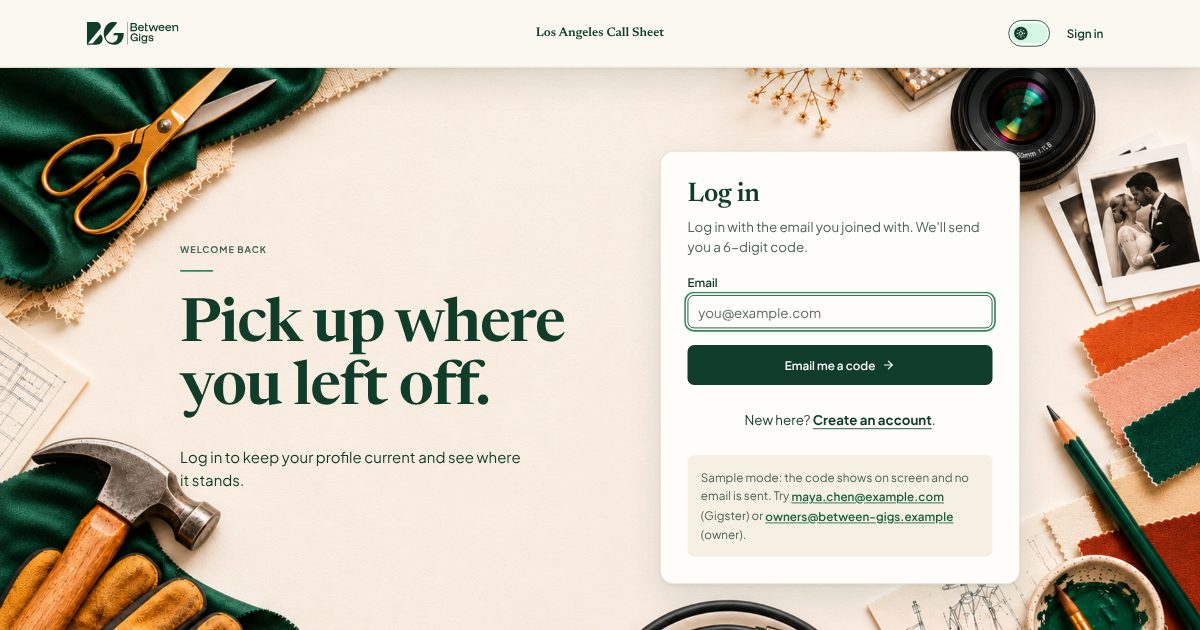 BG Between
Gigs
Los Angeles Call Sheet
Sign in
WELCOME BACK
Pick up where
you left off.
Log in to keep your profile current and see where
it stands.
Log in
Log in with the email you joined with. We'll send
you a 6-digit code.
Email
you@example.com
Email me a code →
New here? Create an account.
Sample mode: the code shows on screen and no
email is sent. Try maya.chen@example.com
(Gigster) or owners@between-gigs.example
(owner).